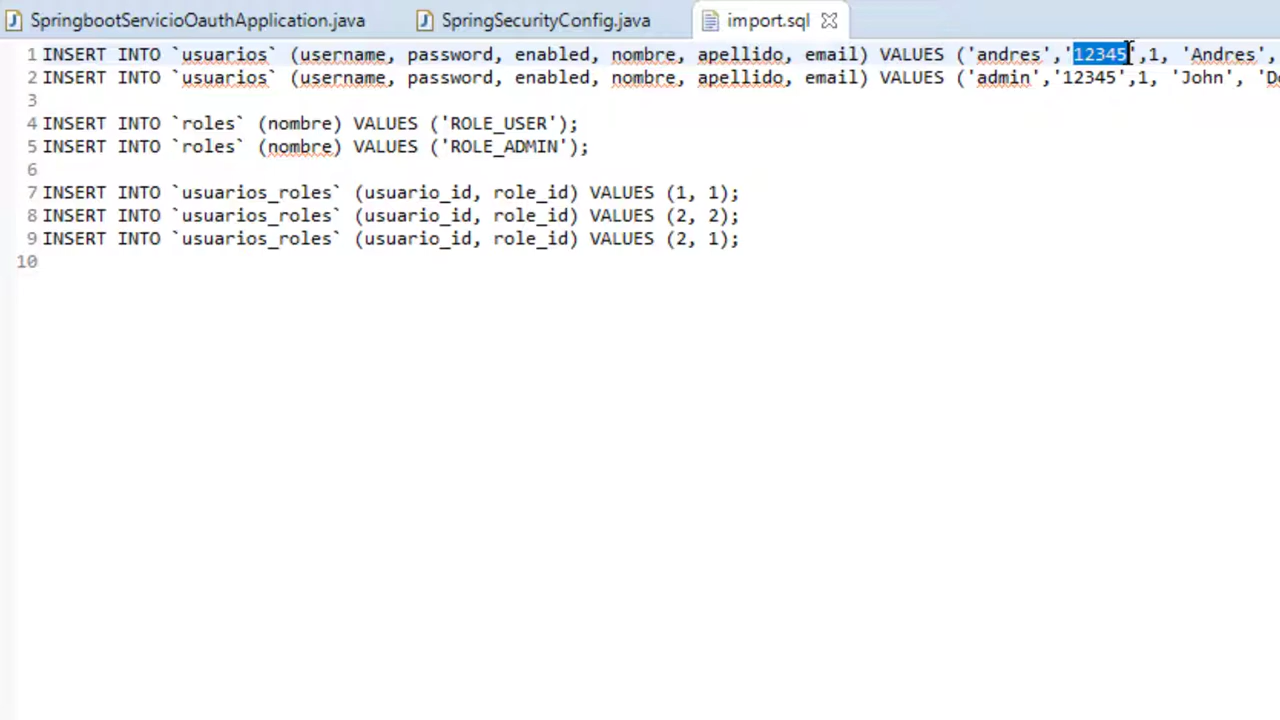 SpringbootServicioOauthApplication.java SpringSecurityConfig.java import.sql
1 INSERT INTO `usuarios` (username, password, enabled, nombre, apellido, email) VALUES ('andres','12345',1, 'Andres',
2 INSERT INTO `usuarios` (username, password, enabled, nombre, apellido, email) VALUES ('admin','12345',1, 'John',
3
4 INSERT INTO `roles` (nombre) VALUES ('ROLE_USER');
5 INSERT INTO `roles` (nombre) VALUES ('ROLE_ADMIN');
6
7 INSERT INTO `usuarios_roles` (usuario_id, role_id) VALUES (1, 1);
8 INSERT INTO `usuarios_roles` (usuario_id, role_id) VALUES (2, 2);
9 INSERT INTO `usuarios_roles` (usuario_id, role_id) VALUES (2, 1);
10